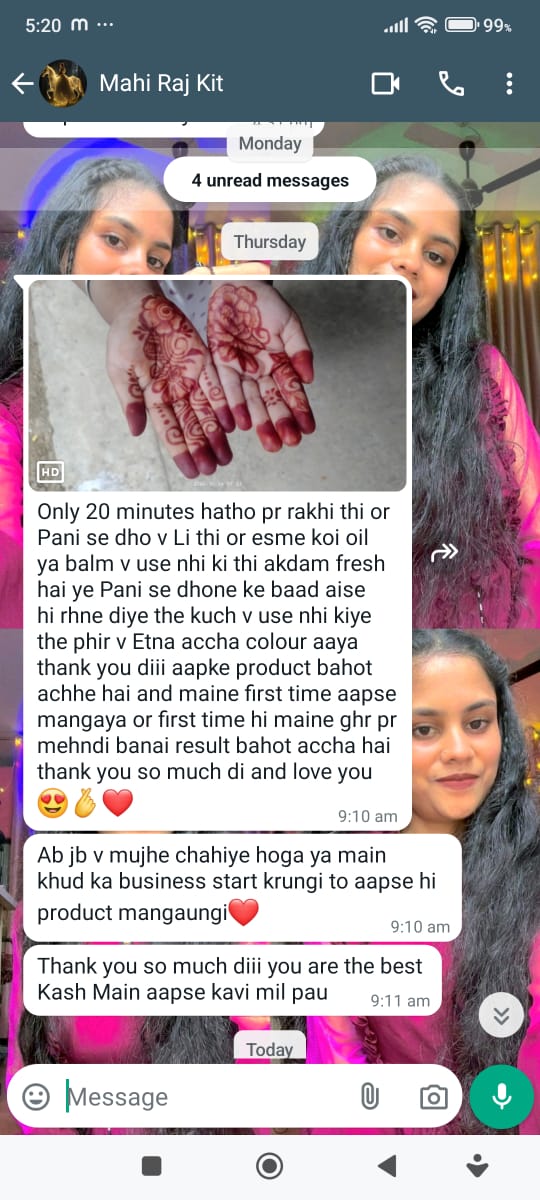 5:20 m ...
99%
Mahi Raj Kit
Monday
4 unread messages
Thursday
HD
Only 20 minutes hatho pr rakhi thi or
Pani se dho v Li thi or esme koi oil
ya balm v use nhi ki thi akdam fresh
hai ye Pani se dhone ke baad aise
hi rhne diye the kuch v use nhi kiye
the phir v Etna accha colour aaya
thank you diii aapke product bahot
achhe hai and maine first time aapse
mangaya or first time hi maine ghr pr
mehndi banai result bahot accha hai
thank you so much di and love you
😍🫰❤️
9:10 am
Ab jb v mujhe chahiye hoga ya main
khud ka business start krungi to aapse hi
product mangaungi❤️
9:10 am
Thank you so much diii you are the best
Kash Main aapse kavi mil pau
9:11 am
Today
Message